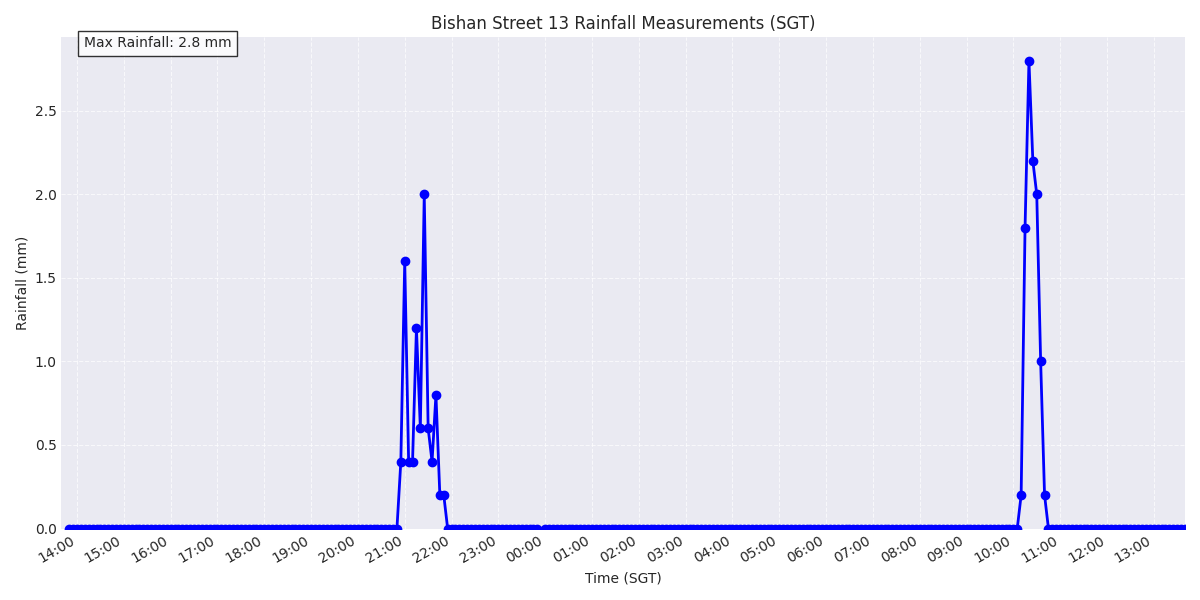 Bishan Street 13 Rainfall Measurements (SGT)
Max Rainfall: 2.8 mm
Rainfall (mm)
2.5
2.0
1.5
1.0
0.5
0.0
14:00 15:00 16:00 17:00 18:00 19:00 20:00 21:00 22:00 23:00 00:00 01:00 02:00 03:00 04:00 05:00 06:00 07:00 08:00 09:00 10:00 11:00 12:00 13:00
Time (SGT)